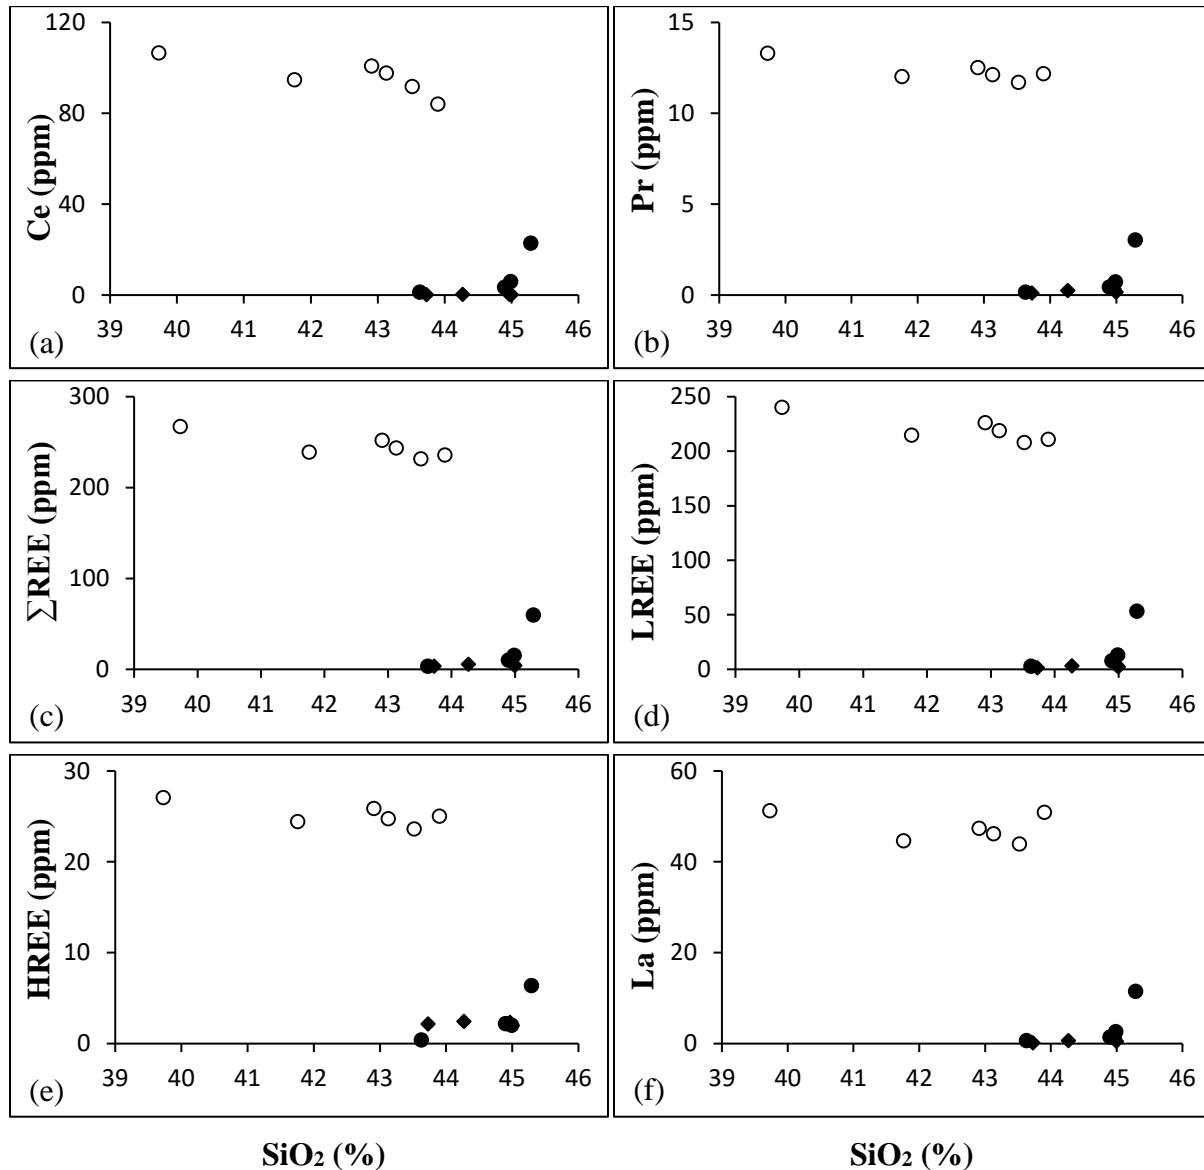 120
80
40
0
Ce (ppm)
39 40 41 42 43 44 45 46
(a)
15
10
5
0
Pr (ppm)
39 40 41 42 43 44 45 46
(b)
300
200
100
0
∑REE (ppm)
39 40 41 42 43 44 45 46
(c)
250
200
150
100
50
0
LREE (ppm)
39 40 41 42 43 44 45 46
(d)
30
20
10
0
HREE (ppm)
39 40 41 42 43 44 45 46
(e)
60
40
20
0
La (ppm)
39 40 41 42 43 44 45 46
(f)
SiO₂ (%)
SiO₂ (%)